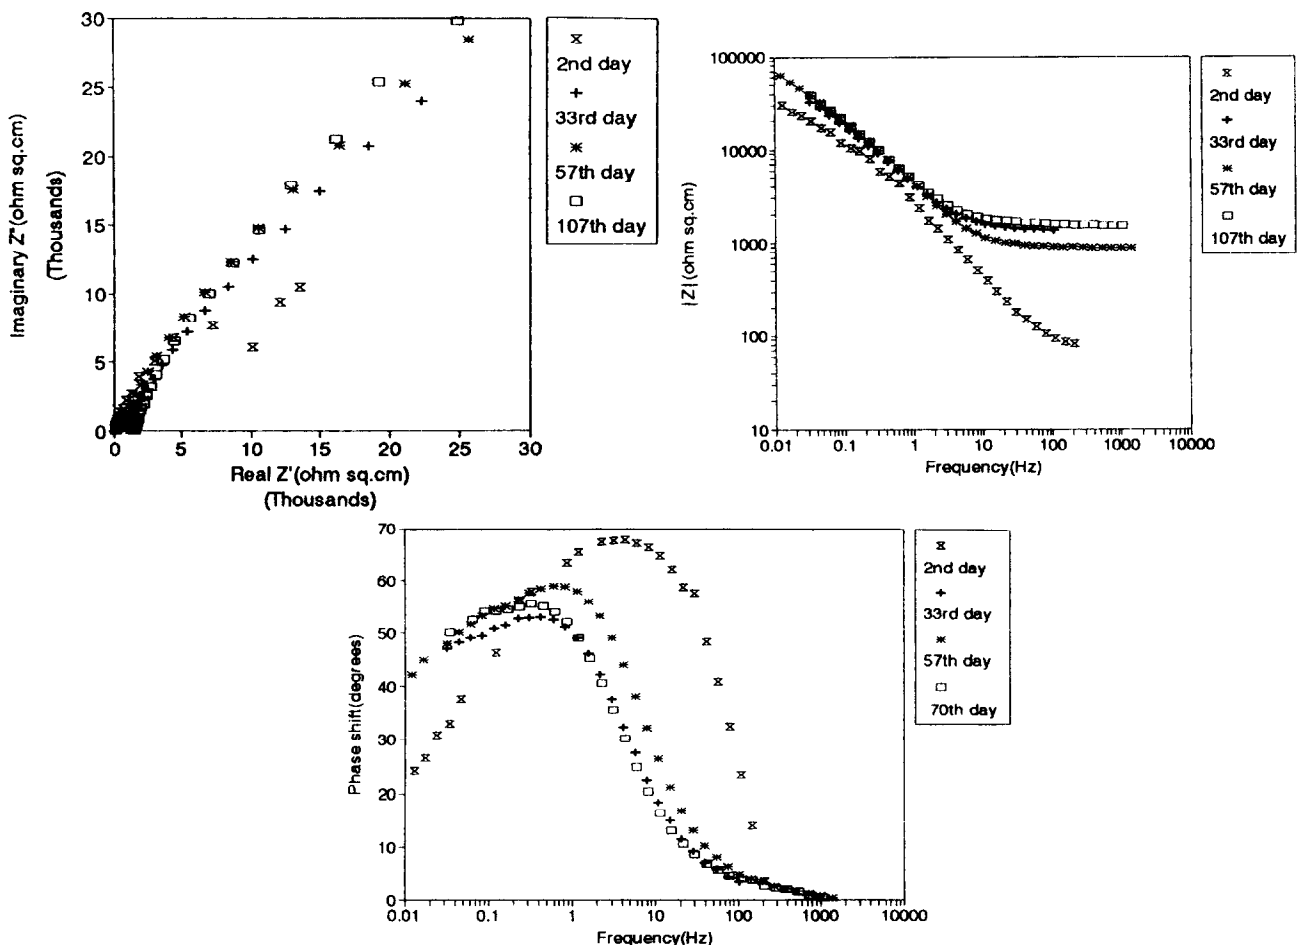 30
25
20
15
10
5
0
Imaginary Z"(ohm sq.cm)
(Thousands)
0 5 10 15 20 25 30
Real Z'(ohm sq.cm)
(Thousands)
2nd day
33rd day
57th day
107th day
100000
10000
1000
100
10
|Z|(ohm sq.cm)
0.01 0.1 1 10 100 1000 10000
Frequency(Hz)
2nd day
33rd day
57th day
107th day
70
60
50
40
30
20
10
0
Phase shift(degrees)
0.01 0.1 1 10 100 1000 10000
Frequency(Hz)
2nd day
33rd day
57th day
70th day